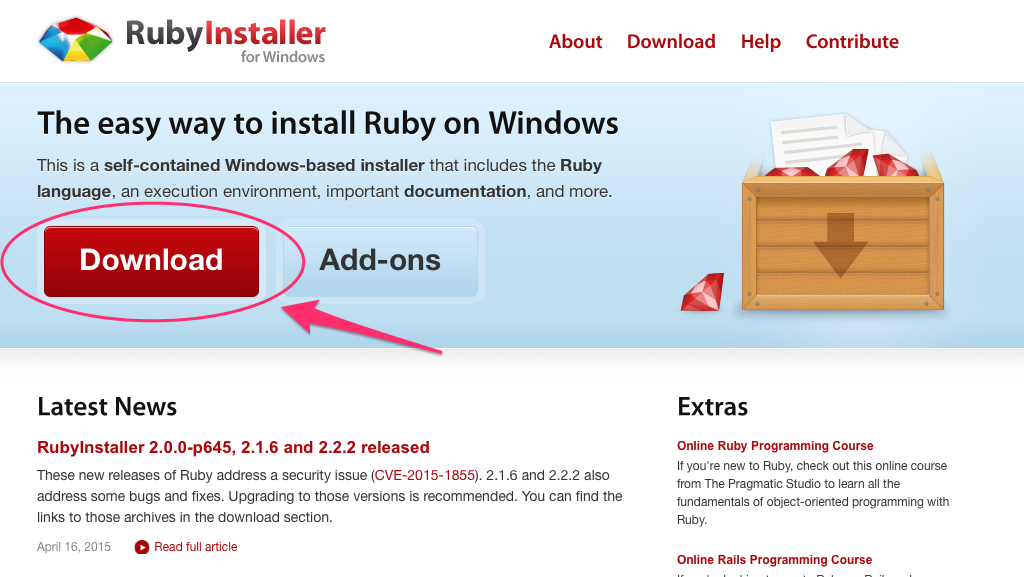 RubyInstaller
for Windows
About Download Help Contribute
The easy way to install Ruby on Windows
This is a self-contained Windows-based installer that includes the Ruby
language, an execution environment, important documentation, and more.
Download Add-ons
Latest News
RubyInstaller 2.0.0-p645, 2.1.6 and 2.2.2 released
These new releases of Ruby address a security issue (CVE-2015-1855). 2.1.6 and 2.2.2 also
address some bugs and fixes. Upgrading to those versions is recommended. You can find the
links to those archives in the download section.
April 16, 2015 Read full article
Extras
Online Ruby Programming Course
If you're new to Ruby, check out this online course
from The Pragmatic Studio to learn all the
fundamentals of object-oriented programming with
Ruby.
Online Rails Programming Course